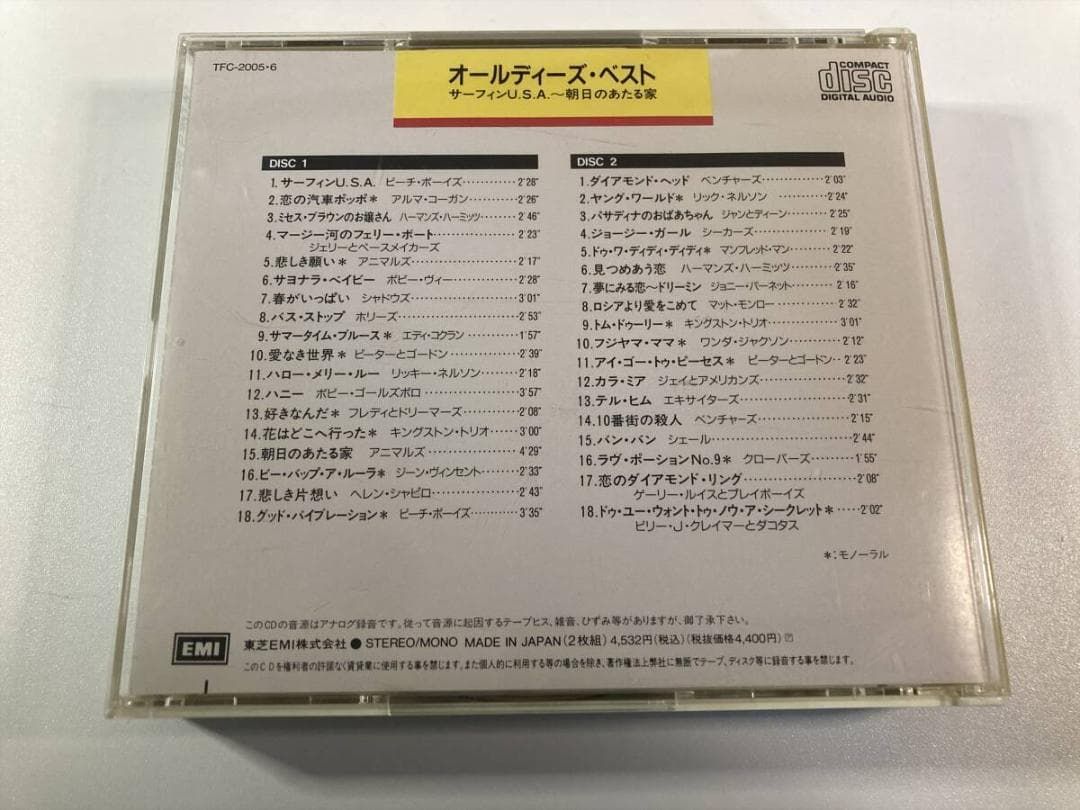 TFC-2005・6
オールディーズ・ベスト
サーフィンU.S.A.～朝日のあたる家
COMPACT
disc
DIGITAL AUDIO
DISC 1
1.サーフィンU.S.A. ビーチ・ボーイズ…………2'28"
2.恋の汽車ポッポ＊ アルマ・コーガン…………2'26"
3.ミセス・ブラウンのお嬢さん ハーマンズ・ハーミッツ……2'46"
4.マージー河のフェリー・ボート…………2'23"
ジェリーとペースメイカーズ
5.悲しき願い＊ アニマルズ…………2'17"
6.サヨナラ・ベイビー ボビー・ヴィー…………2'28"
7.春がいっぱい シャドウズ…………3'01"
8.バス・ストップ ホリーズ…………2'53"
9.サマータイム・ブルース＊ エディ・コクラン…………1'57"
10.愛なき世界＊ ピーターとゴードン…………2'39"
11.ハロー・メリー・ルー リッキー・ネルソン…………2'18"
12.ハニー ボビー・ゴールズボロ…………3'57"
13.好きなんだ＊ フレディとドリーマーズ…………2'08"
14.花はどこへ行った＊ キングストン・トリオ……3'00"
15.朝日のあたる家 アニマルズ…………4'29"
16.ビー・バップ・ア・ルーラ＊ ジーン・ヴィンセント……2'33"
17.悲しき片想い ヘレン・シャピロ…………2'43"
18.グッド・バイブレーション＊ ビーチ・ボーイズ……3'35"
DISC 2
1.ダイアモンド・ヘッド ベンチャーズ…………2'03"
2.ヤング・ワールド＊ リック・ネルソン…………2'24"
3.パサディナのおばあちゃん ジャンとディーン……2'25"
4.ジョージー・ガール シーカーズ…………2'19"
5.ドゥ・ワ・ディディ・ディディ＊ マンフレッド・マン……2'22"
6.見つめあう恋 ハーマンズ・ハーミッツ……2'35"
7.夢にみる恋～ドリーミン ジョニー・バーネット……2'16"
8.ロシアより愛をこめて マット・モンロー……2'32"
9.トム・ドゥーリー＊ キングストン・トリオ…………3'01"
10.フジヤマ・ママ＊ ワンダ・ジャクソン…………2'12"
11.アイ・ゴー・トゥ・ピーセス＊ ピーターとゴードン……2'23"
12.カラ・ミア ジェイとアメリカンズ…………2'32"
13.テル・ヒム エキサイターズ…………2'31"
14.10番街の殺人 ベンチャーズ…………2'15"
15.バン・バン シェール…………2'44"
16.ラヴ・ポーションNo.9＊ クローバーズ…………1'55"
17.恋のダイアモンド・リング…………2'08"
ゲーリー・ルイスとプレイボーイズ
18.ドゥ・ユー・ウォント・トゥ・ノウ・ア・シークレット＊……2'02"
ビリー・J・クレイマーとダコタス
＊：モノーラル
このCDの音源はアナログ録音です。従って音源に起因するテープヒス、雑音、ひずみ等がありますが、御了承下さい。
EMI
東芝EMI株式会社 ● STEREO/MONO MADE IN JAPAN（2枚組）4,532円（税込）（税抜価格4,400円）
このCDを権利者の許諾なく賃貸業に使用する事を禁じます。また個人的に利用する等の場合を除き、著作権法上弊社に無断でテープ、ディスク等に録音する事を禁じます。